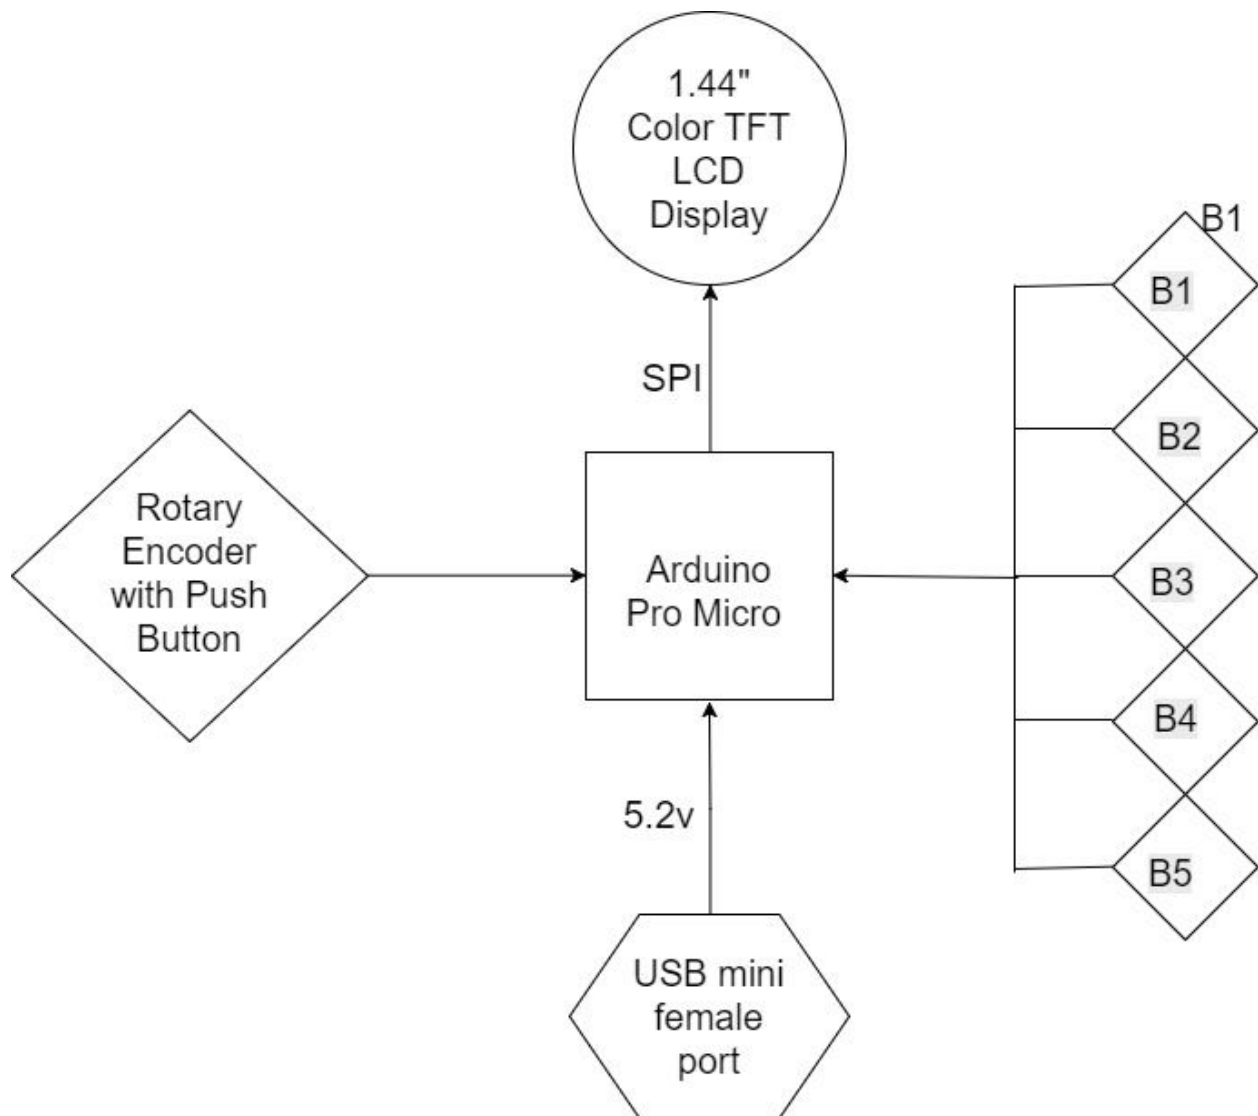 1.44"
Color TFT
LCD
Display
B1
B1
SPI
B2
Rotary
Encoder
with Push
Button
Arduino
Pro Micro
B3
B4
5.2v
B5
USB mini
female
port